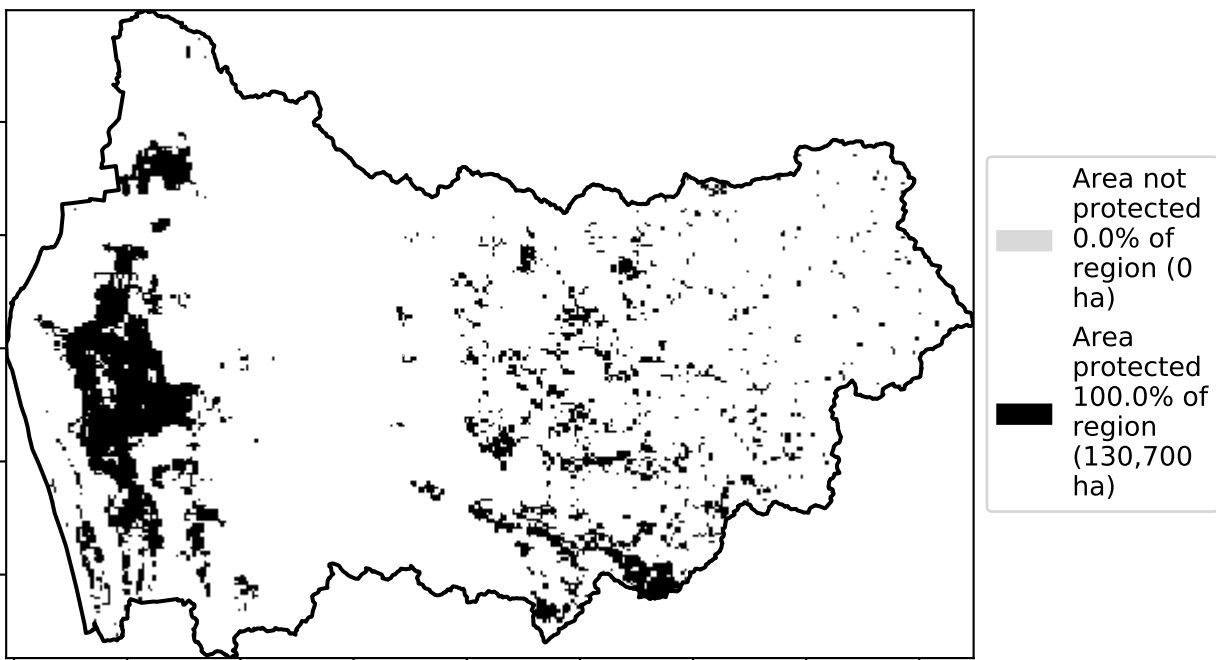 Area not
protected
0.0% of
region (0
ha)
Area
protected
100.0% of
region
(130,700
ha)